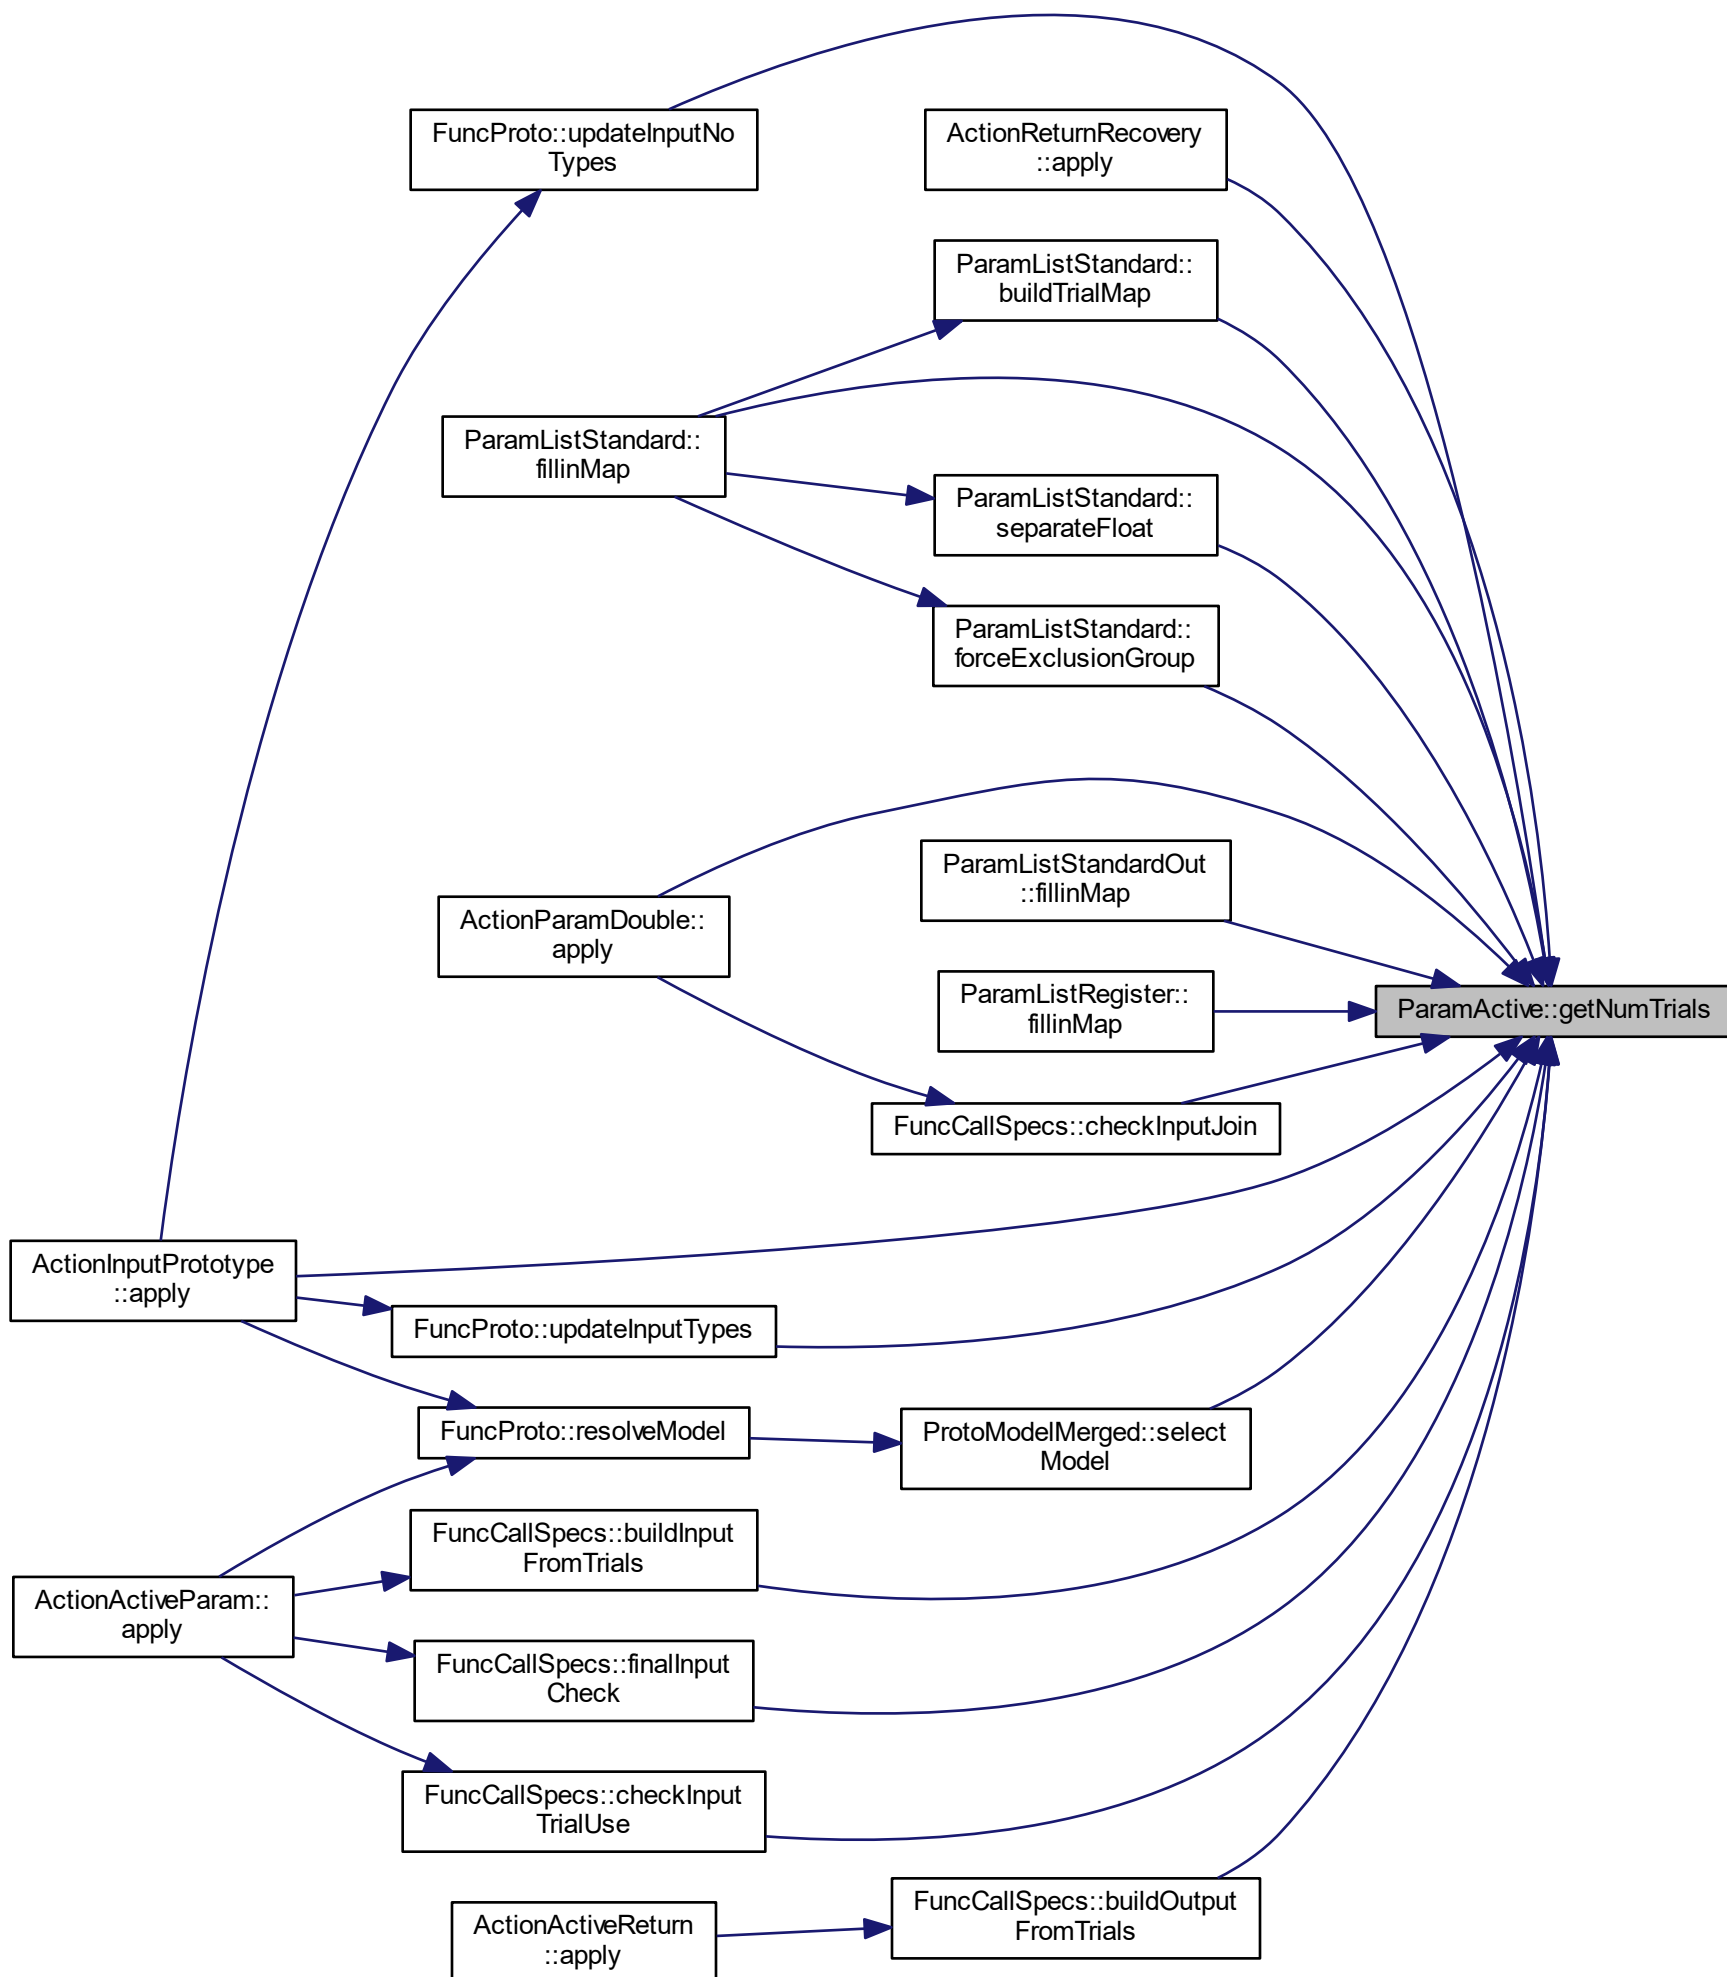 FuncProto::updateInputNo
Types
ActionReturnRecovery
::apply
ParamListStandard::
buildTrialMap
ParamListStandard::
fillinMap
ParamListStandard::
separateFloat
ParamListStandard::
forceExclusionGroup
ParamListStandardOut
::fillinMap
ActionParamDouble::
apply
ParamListRegister::
fillinMap
ParamActive::getNumTrials
FuncCallSpecs::checkInputJoin
ActionInputPrototype
::apply
FuncProto::updateInputTypes
FuncProto::resolveModel
ProtoModelMerged::select
Model
FuncCallSpecs::buildInput
FromTrials
ActionActiveParam::
apply
FuncCallSpecs::finalInput
Check
FuncCallSpecs::checkInput
TrialUse
FuncCallSpecs::buildOutput
FromTrials
ActionActiveReturn
::apply